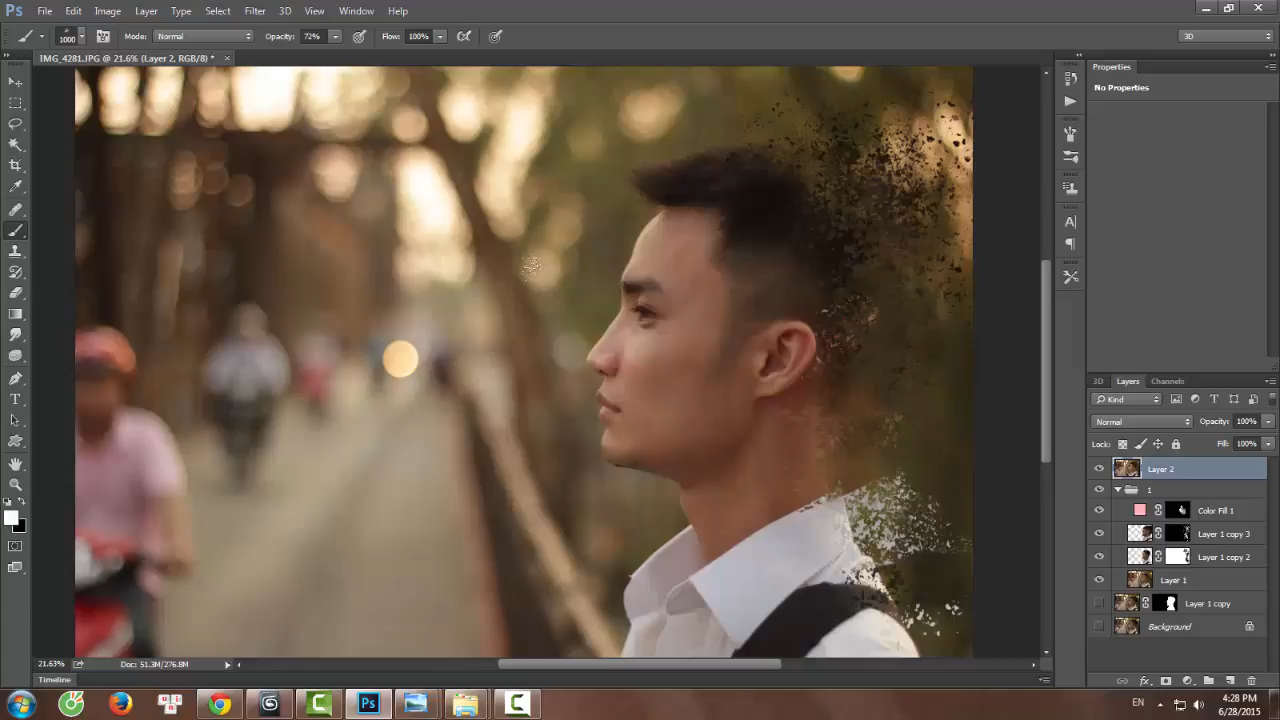 Ps File Edit Image Layer Type Select Filter 3D View Window Help
1000 Mode: Normal Opacity: 72% Flow: 100% 3D
IMG_4281.JPG @ 21.6% (Layer 2, RGB/8) * ×
Properties
No Properties
3D Layers Channels
Kind
Normal Opacity: 100%
Lock: Fill: 100%
Layer 2
1
Color Fill 1
Layer 1 copy 3
Layer 1 copy 2
Layer 1
Layer 1 copy
Background
21.63% Doc: 51.3M/276.8M
Timeline
Ps EN 4:28 PM
6/28/2015